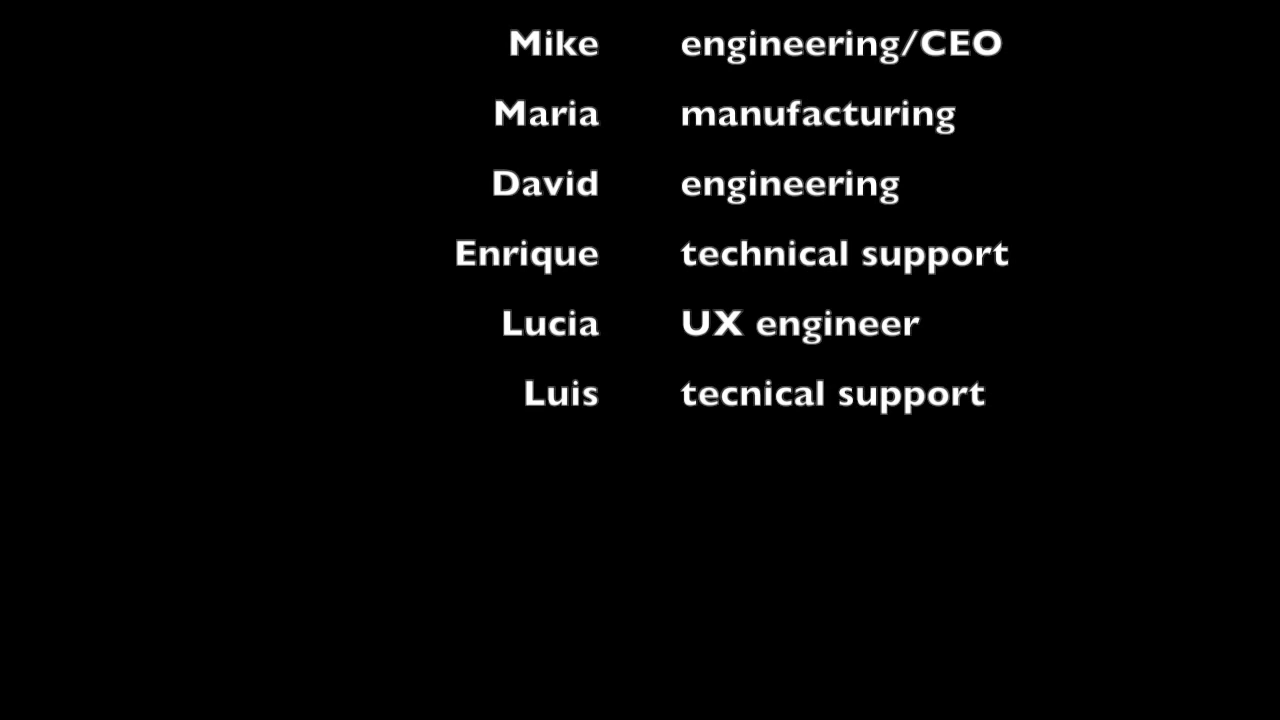 Mike engineering/CEO
Maria manufacturing
David engineering
Enrique technical support
Lucia UX engineer
Luis tecnical support